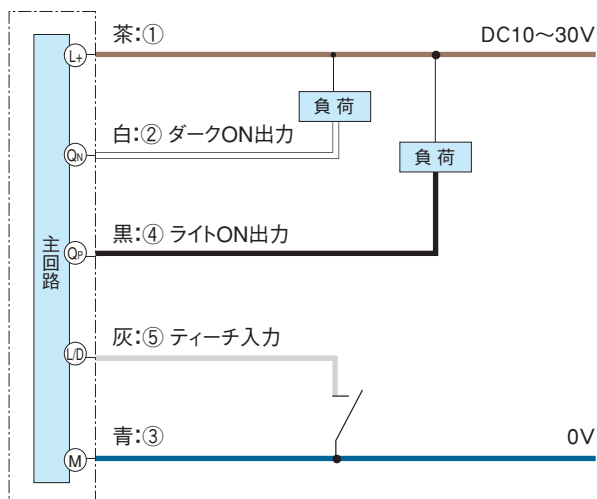 茶:① DC10～30V
L+
負 荷
白:② ダークON出力
QN
負 荷
黒:④ ライトON出力
QP
主回路
灰:⑤ ティーチ入力
L/D
青:③ 0V
M